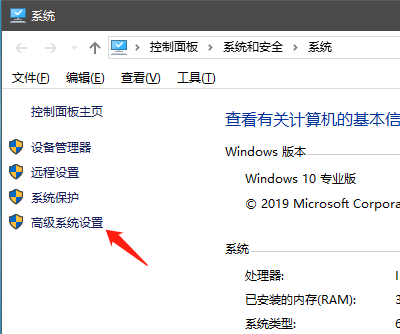 系统
控制面板 > 系统和安全 > 系统
文件(F) 编辑(E) 查看(V) 工具(T)
控制面板主页
设备管理器
远程设置
系统保护
高级系统设置
查看有关计算机的基本信
Windows 版本
Windows 10 专业版
© 2019 Microsoft Corpora
系统
处理器: I
已安装的内存(RAM): 3
系统类型: 6